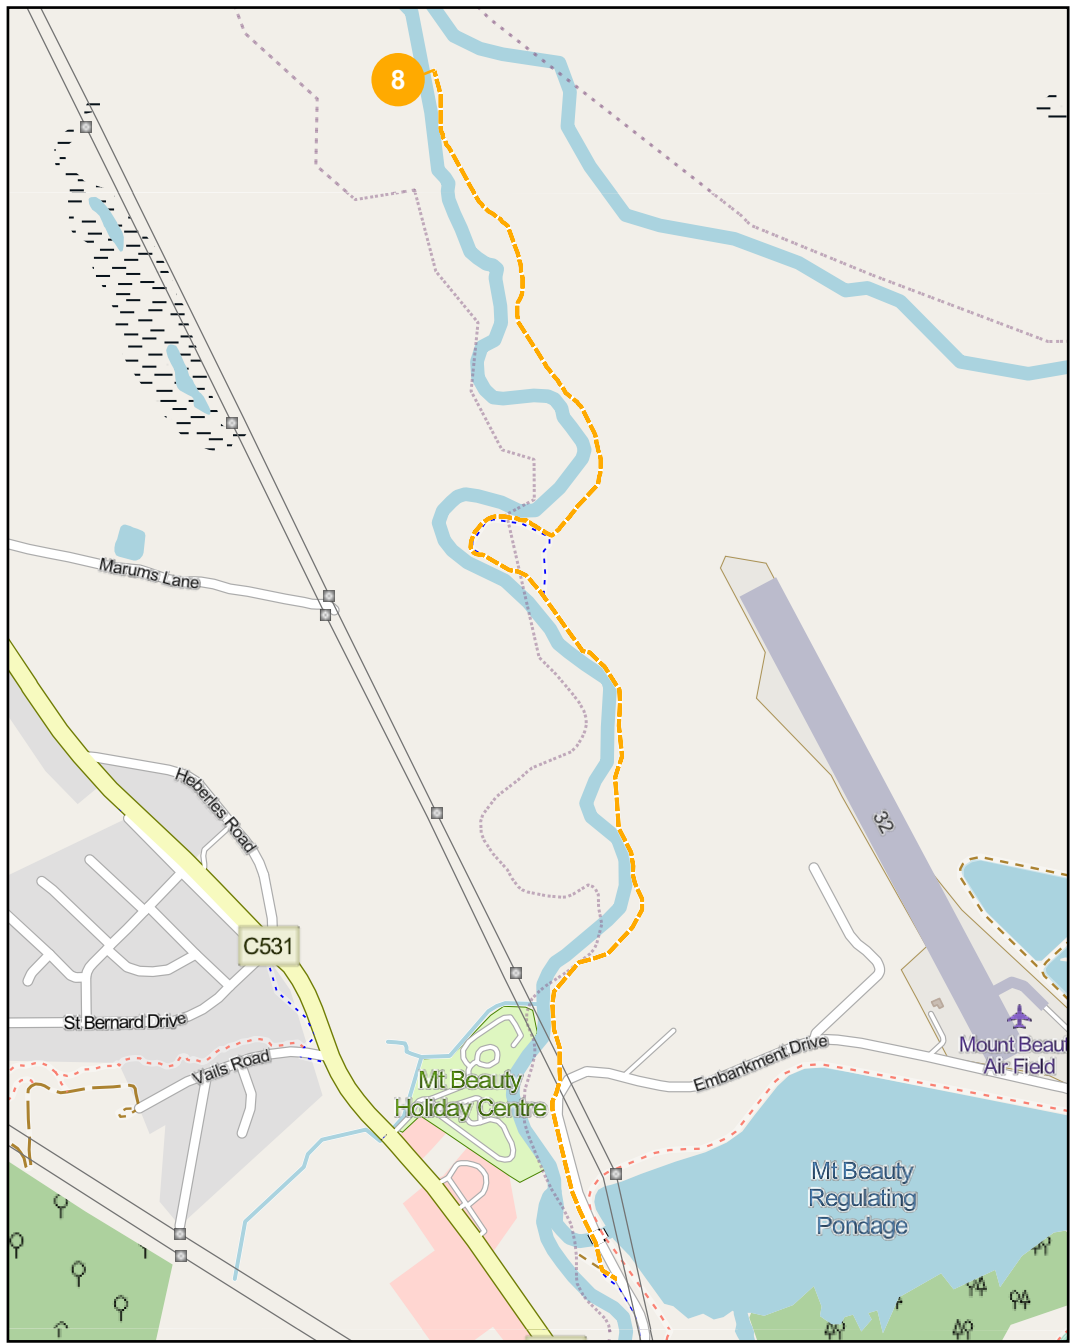 8
Marums Lane
Heberles Road
32
C531
St Bernard Drive
Vails Road
Mt Beauty
Holiday Centre
Embankment Drive
Mount Beaut
Air Field
Mt Beauty
Regulating
Pondage